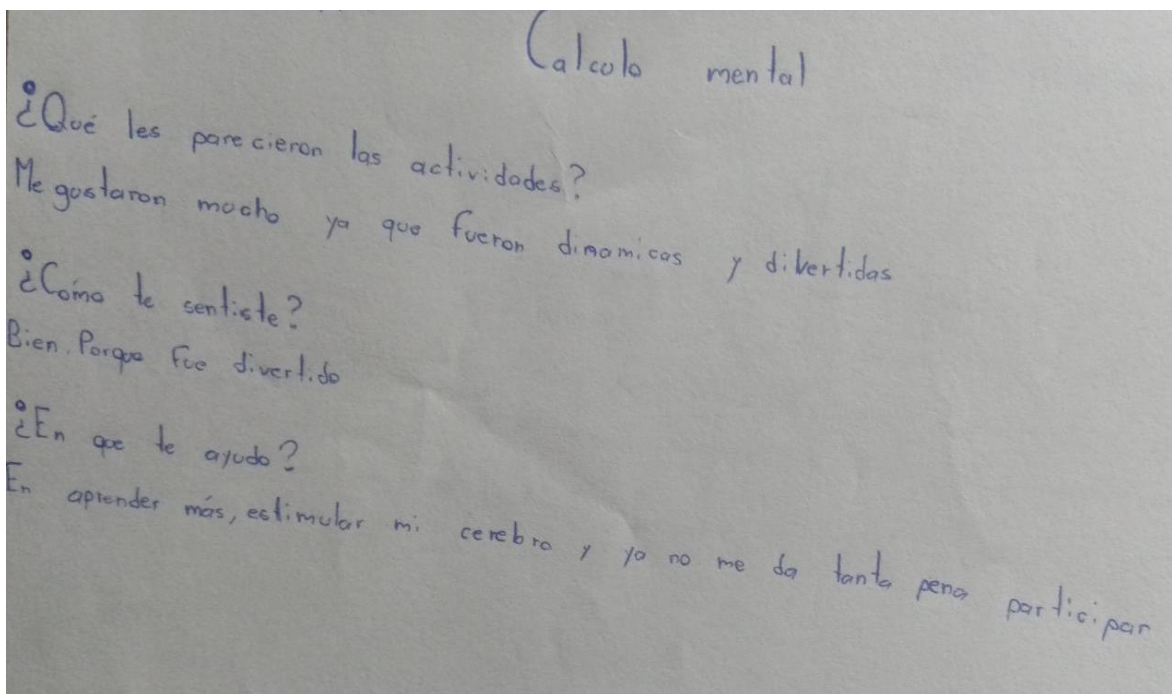 Calculo mental
¿Qué les parecieron las actividades?
Me gustaron mucho ya que fueron dinamicas y divertidas
¿Cómo te sentiste?
Bien. Porque fue divertido
¿En que te ayudo?
En aprender más, estimular mi cerebro y ya no me da tanta pena participar